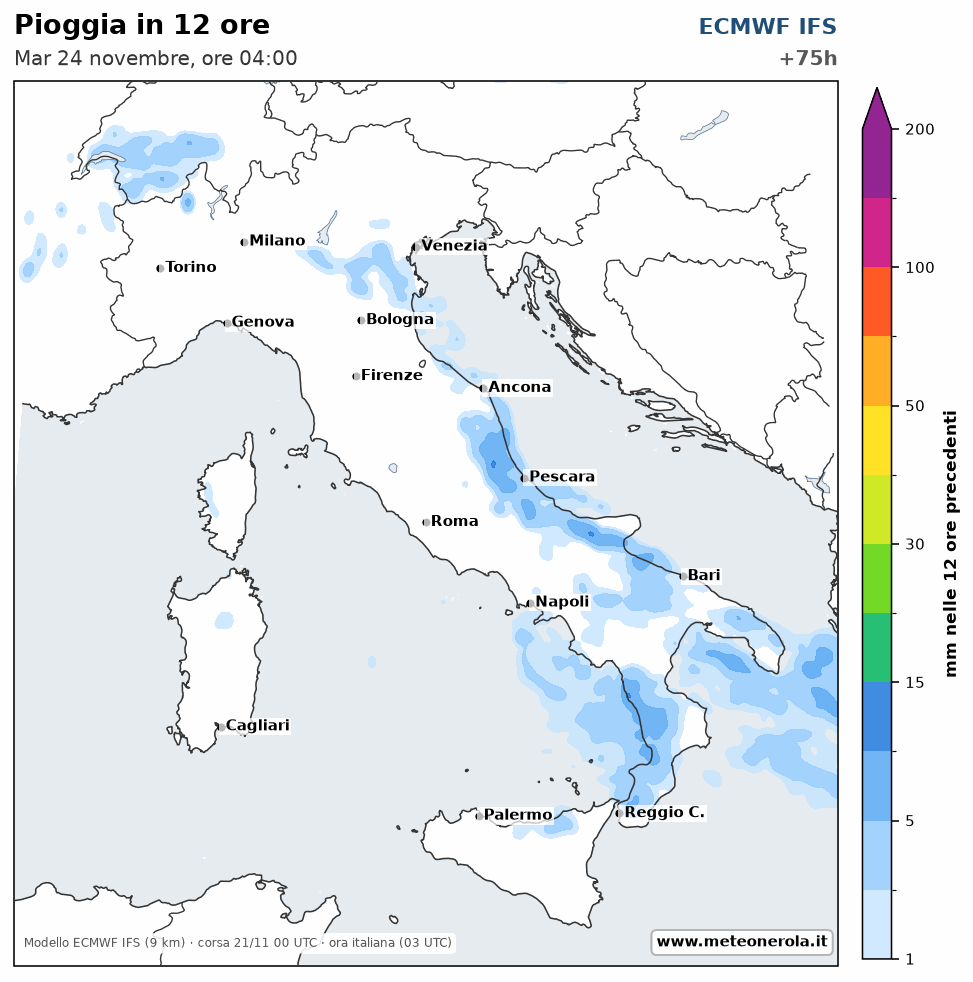 Pioggia in 12 ore
ECMWF IFS
Mar 24 novembre, ore 04:00
+75h
Milano
Venezia
Torino
Genova
Bologna
Firenze
Ancona
Pescara
Roma
Bari
Napoli
Cagliari
Palermo
Reggio C.
200
100
50
30
15
5
1
mm nelle 12 ore precedenti
Modello ECMWF IFS (9 km) · corsa 21/11 00 UTC · ora italiana (03 UTC)
www.meteonerola.it